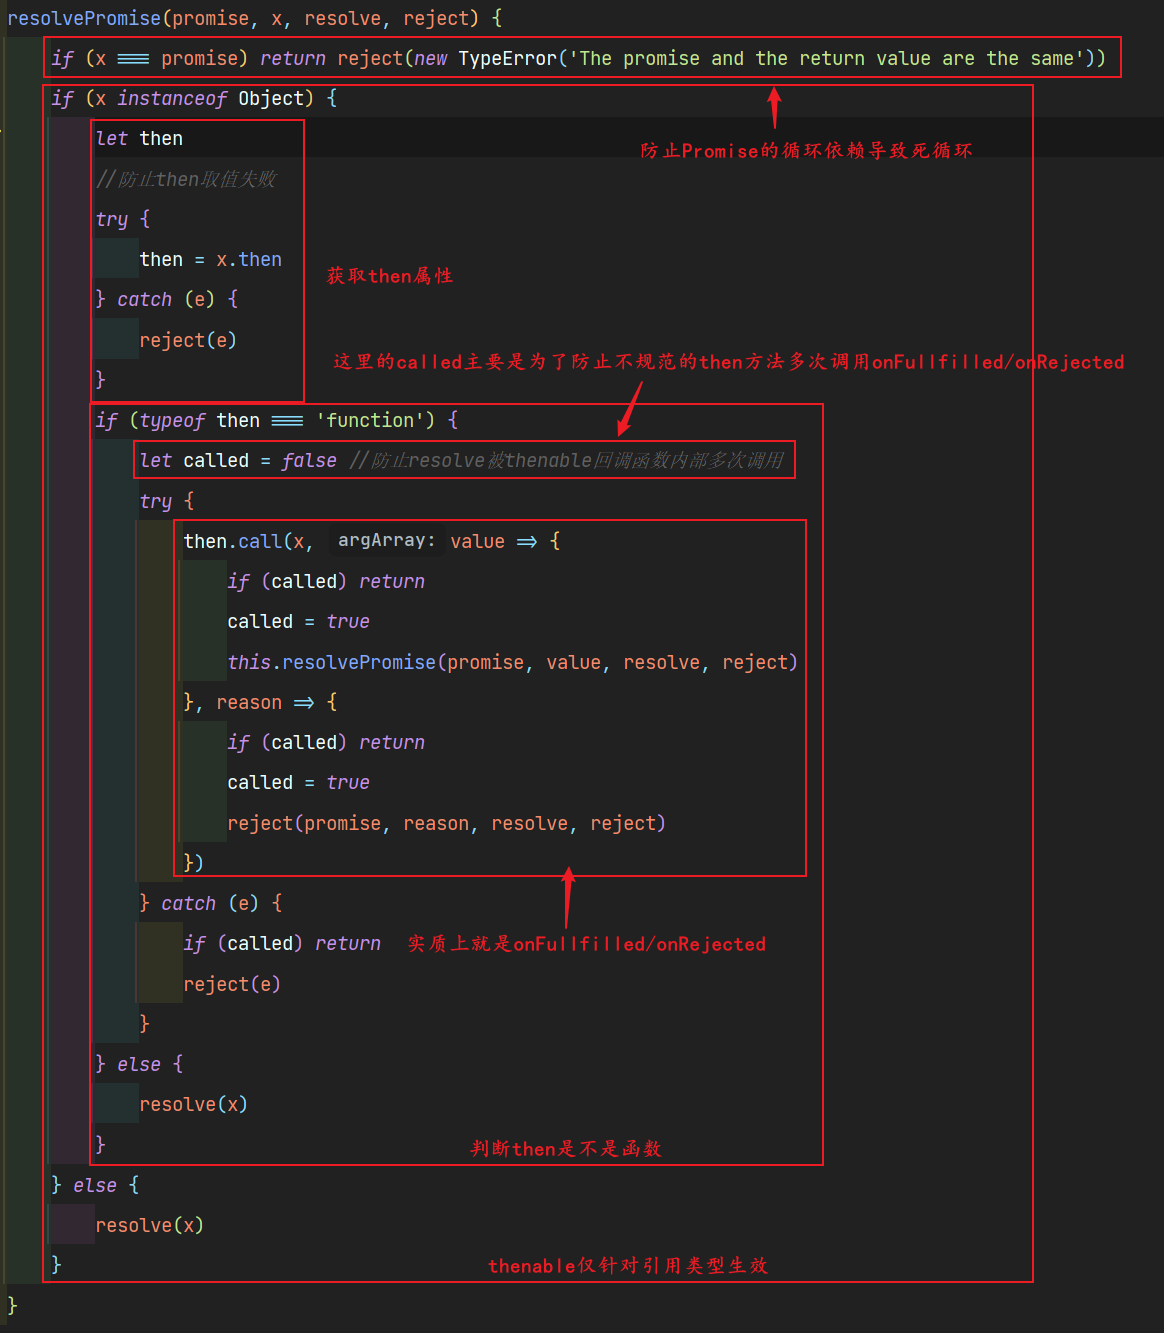 resolvePromise(promise, x, resolve, reject) {
if (x === promise) return reject(new TypeError('The promise and the return value are the same'))
if (x instanceof Object) {
let then
防止Promise的循环依赖导致死循环
//防止then取值失败
try {
then = x.then
获取then属性
} catch (e) {
reject(e)
这里的called主要是为了防止不规范的then方法多次调用onFullfilled/onRejected
}
if (typeof then === 'function') {
let called = false //防止resolve被thenable回调函数内部多次调用
try {
then.call(x, argArray: value => {
if (called) return
called = true
this.resolvePromise(promise, value, resolve, reject)
}, reason => {
if (called) return
called = true
reject(promise, reason, resolve, reject)
})
} catch (e) {
if (called) return 实质上就是onFullfilled/onRejected
reject(e)
}
} else {
resolve(x)
} 判断then是不是函数
} else {
resolve(x)
} thenable仅针对引用类型生效
}